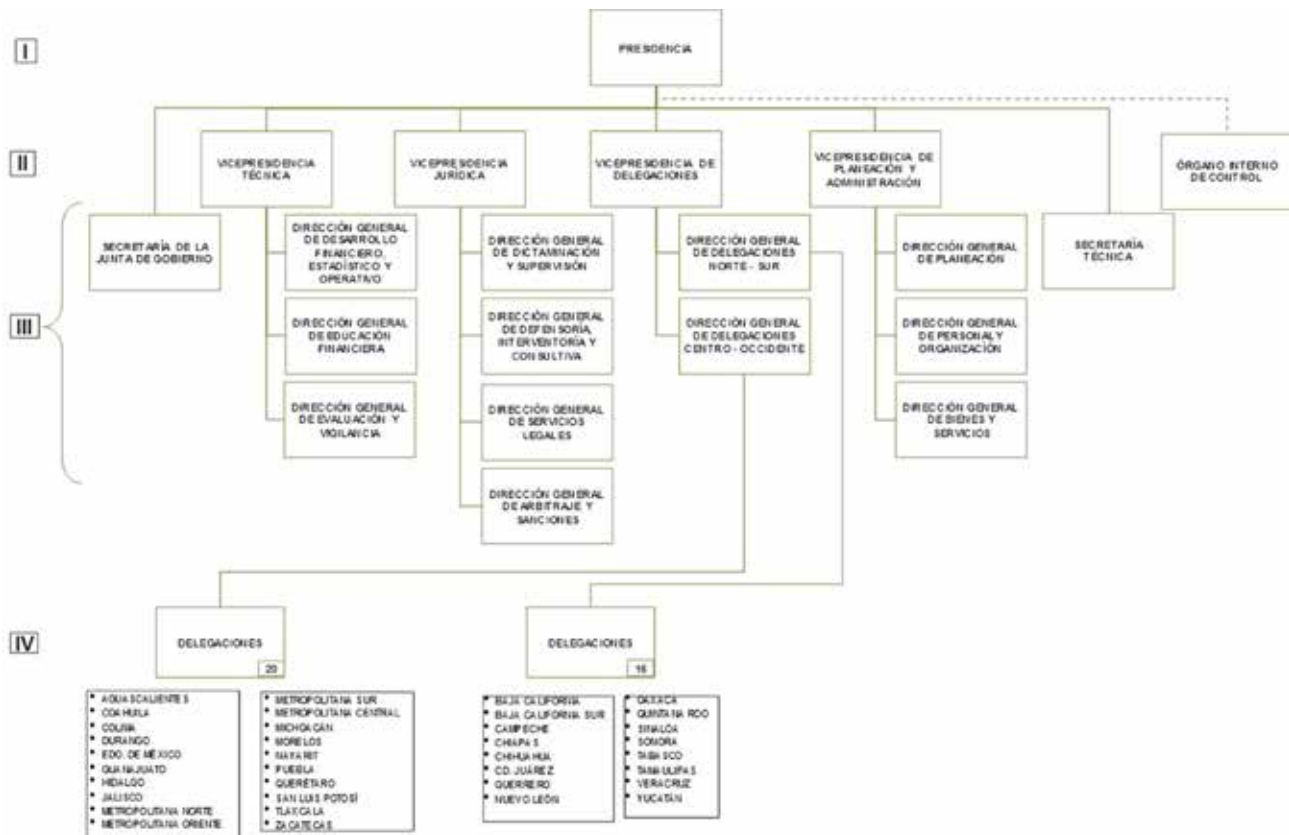 I
PRESIDENCIA
II
VICEPRESIDENCIA
TÉCNICA
VICEPRESIDENCIA
JURÍDICA
VICEPRESIDENCIA DE
DELEGACIONES
VICEPRESIDENCIA DE
PLANEACIÓN Y
ADMINISTRACIÓN
ÓRGANO INTERNO
DE CONTROL
III
SECRETARÍA DE LA
JUNTA DE GOBIERNO
DIRECCIÓN GENERAL
DE DESARROLLO
FINANCIERO,
ESTADÍSTICO Y
OPERATIVO
DIRECCIÓN GENERAL
DE EDUCACIÓN
FINANCIERA
DIRECCIÓN GENERAL
DE EVALUACIÓN Y
VIGILANCIA
DIRECCIÓN GENERAL
DE DICTAMINACIÓN
Y SUPERVISIÓN
DIRECCIÓN GENERAL
DE DEFENSORÍA,
INTERVENTORÍA Y
CONSULTIVA
DIRECCIÓN GENERAL
DE SERVICIOS
LEGALES
DIRECCIÓN GENERAL
DE ARBITRAJE Y
SANCIONES
DIRECCIÓN GENERAL
DE DELEGACIONES
NORTE - SUR
DIRECCIÓN GENERAL
DE DELEGACIONES
CENTRO - OCCIDENTE
DIRECCIÓN GENERAL
DE PLANEACIÓN
DIRECCIÓN GENERAL
DE PERSONAL Y
ORGANIZACIÓN
DIRECCIÓN GENERAL
DE BIENES Y
SERVICIOS
SECRETARÍA
TÉCNICA
IV
DELEGACIONES
20
• AGUASCALIENTES
• COAHUILA
• COLIMA
• DURANGO
• EDO. DE MÉXICO
• GUANAJUATO
• HIDALGO
• JALISCO
• METROPOLITANA NORTE
• METROPOLITANA ORIENTE
• METROPOLITANA SUR
• METROPOLITANA CENTRAL
• MICHOACÁN
• MORELOS
• NAYARIT
• PUEBLA
• QUERÉTARO
• SAN LUIS POTOSÍ
• TLAXCALA
• ZACATECAS
DELEGACIONES
16
• BAJA CALIFORNIA
• BAJA CALIFORNIA SUR
• CAMPECHE
• CHIAPAS
• CHIHUAHUA
• CD. JUÁREZ
• GUERRERO
• NUEVO LEÓN
• OAXACA
• QUINTANA ROO
• SINALOA
• SONORA
• TABASCO
• TAMAULIPAS
• VERACRUZ
• YUCATÁN